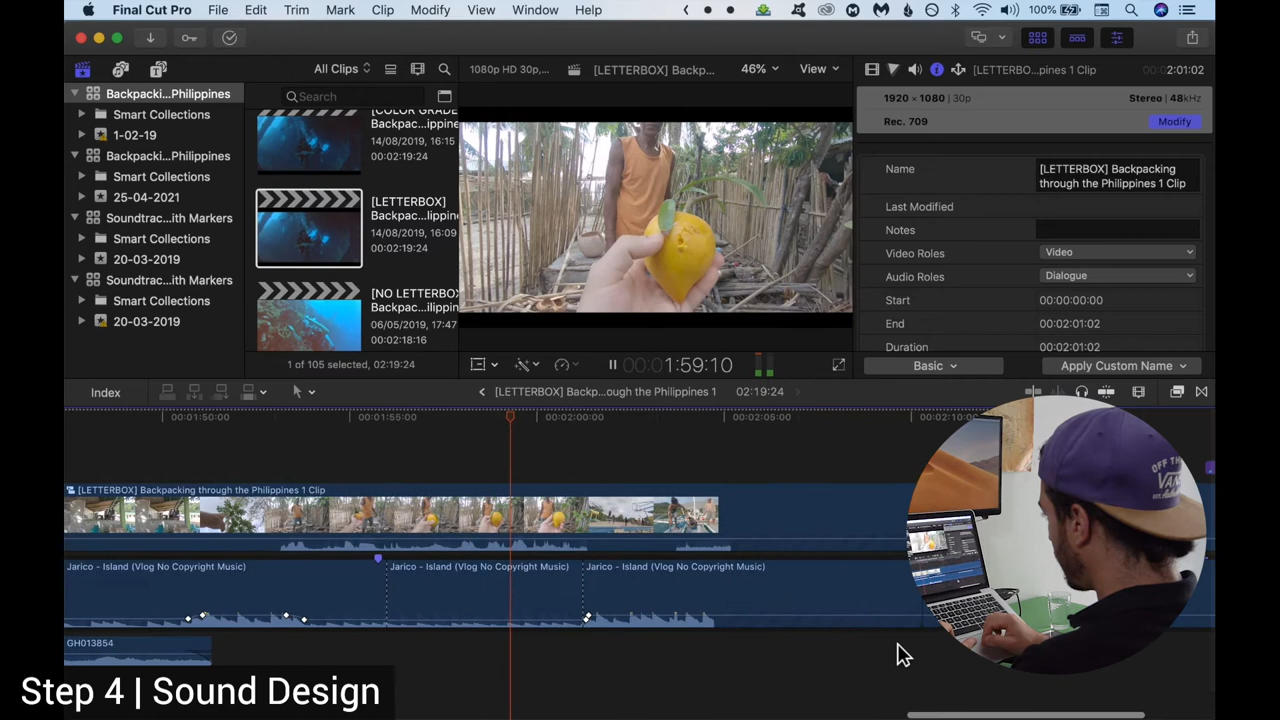 Final Cut Pro File Edit Trim Mark Clip Modify View Window Help
100%
All Clips
1080p HD 30p,...
[LETTERBOX] Backp...
46%
View
[LETTERBO...pines 1 Clip
00:00:2:01:02
Backpacki...Philippines
Smart Collections
1-02-19
Backpacki...Philippines
Smart Collections
25-04-2021
Soundtrac...ith Markers
Smart Collections
20-03-2019
Soundtrac...ith Markers
Smart Collections
20-03-2019
Search
[COLOR GRADE
Backpac...ippine
14/08/2019, 16:15
00:02:19:24
[LETTERBOX]
Backpac...lippine
14/08/2019, 16:09
00:02:19:24
[NO LETTERBOX
Backpac...ilippin
06/05/2019, 17:47
00:02:18:16
1 of 105 selected, 02:19:24
00:00:1:59:10
1920 × 1080 | 30p
Stereo | 48kHz
Rec. 709
Modify
Name
[LETTERBOX] Backpacking
through the Philippines 1 Clip
Last Modified
Notes
Video Roles
Video
Audio Roles
Dialogue
Start
00:00:00:00
End
00:02:01:02
Duration
00:02:01:02
Basic
Apply Custom Name
Index
[LETTERBOX] Backp...ough the Philippines 1
02:19:24
00:01:50:00
00:01:55:00
00:02:00:00
00:02:05:00
00:02:10:00
[LETTERBOX] Backpacking through the Philippines 1 Clip
Jarico - Island (Vlog No Copyright Music)
Jarico - Island (Vlog No Copyright Music)
Jarico - Island (Vlog No Copyright Music)
GH013854
OFF THE
VANS
Step 4 | Sound Design